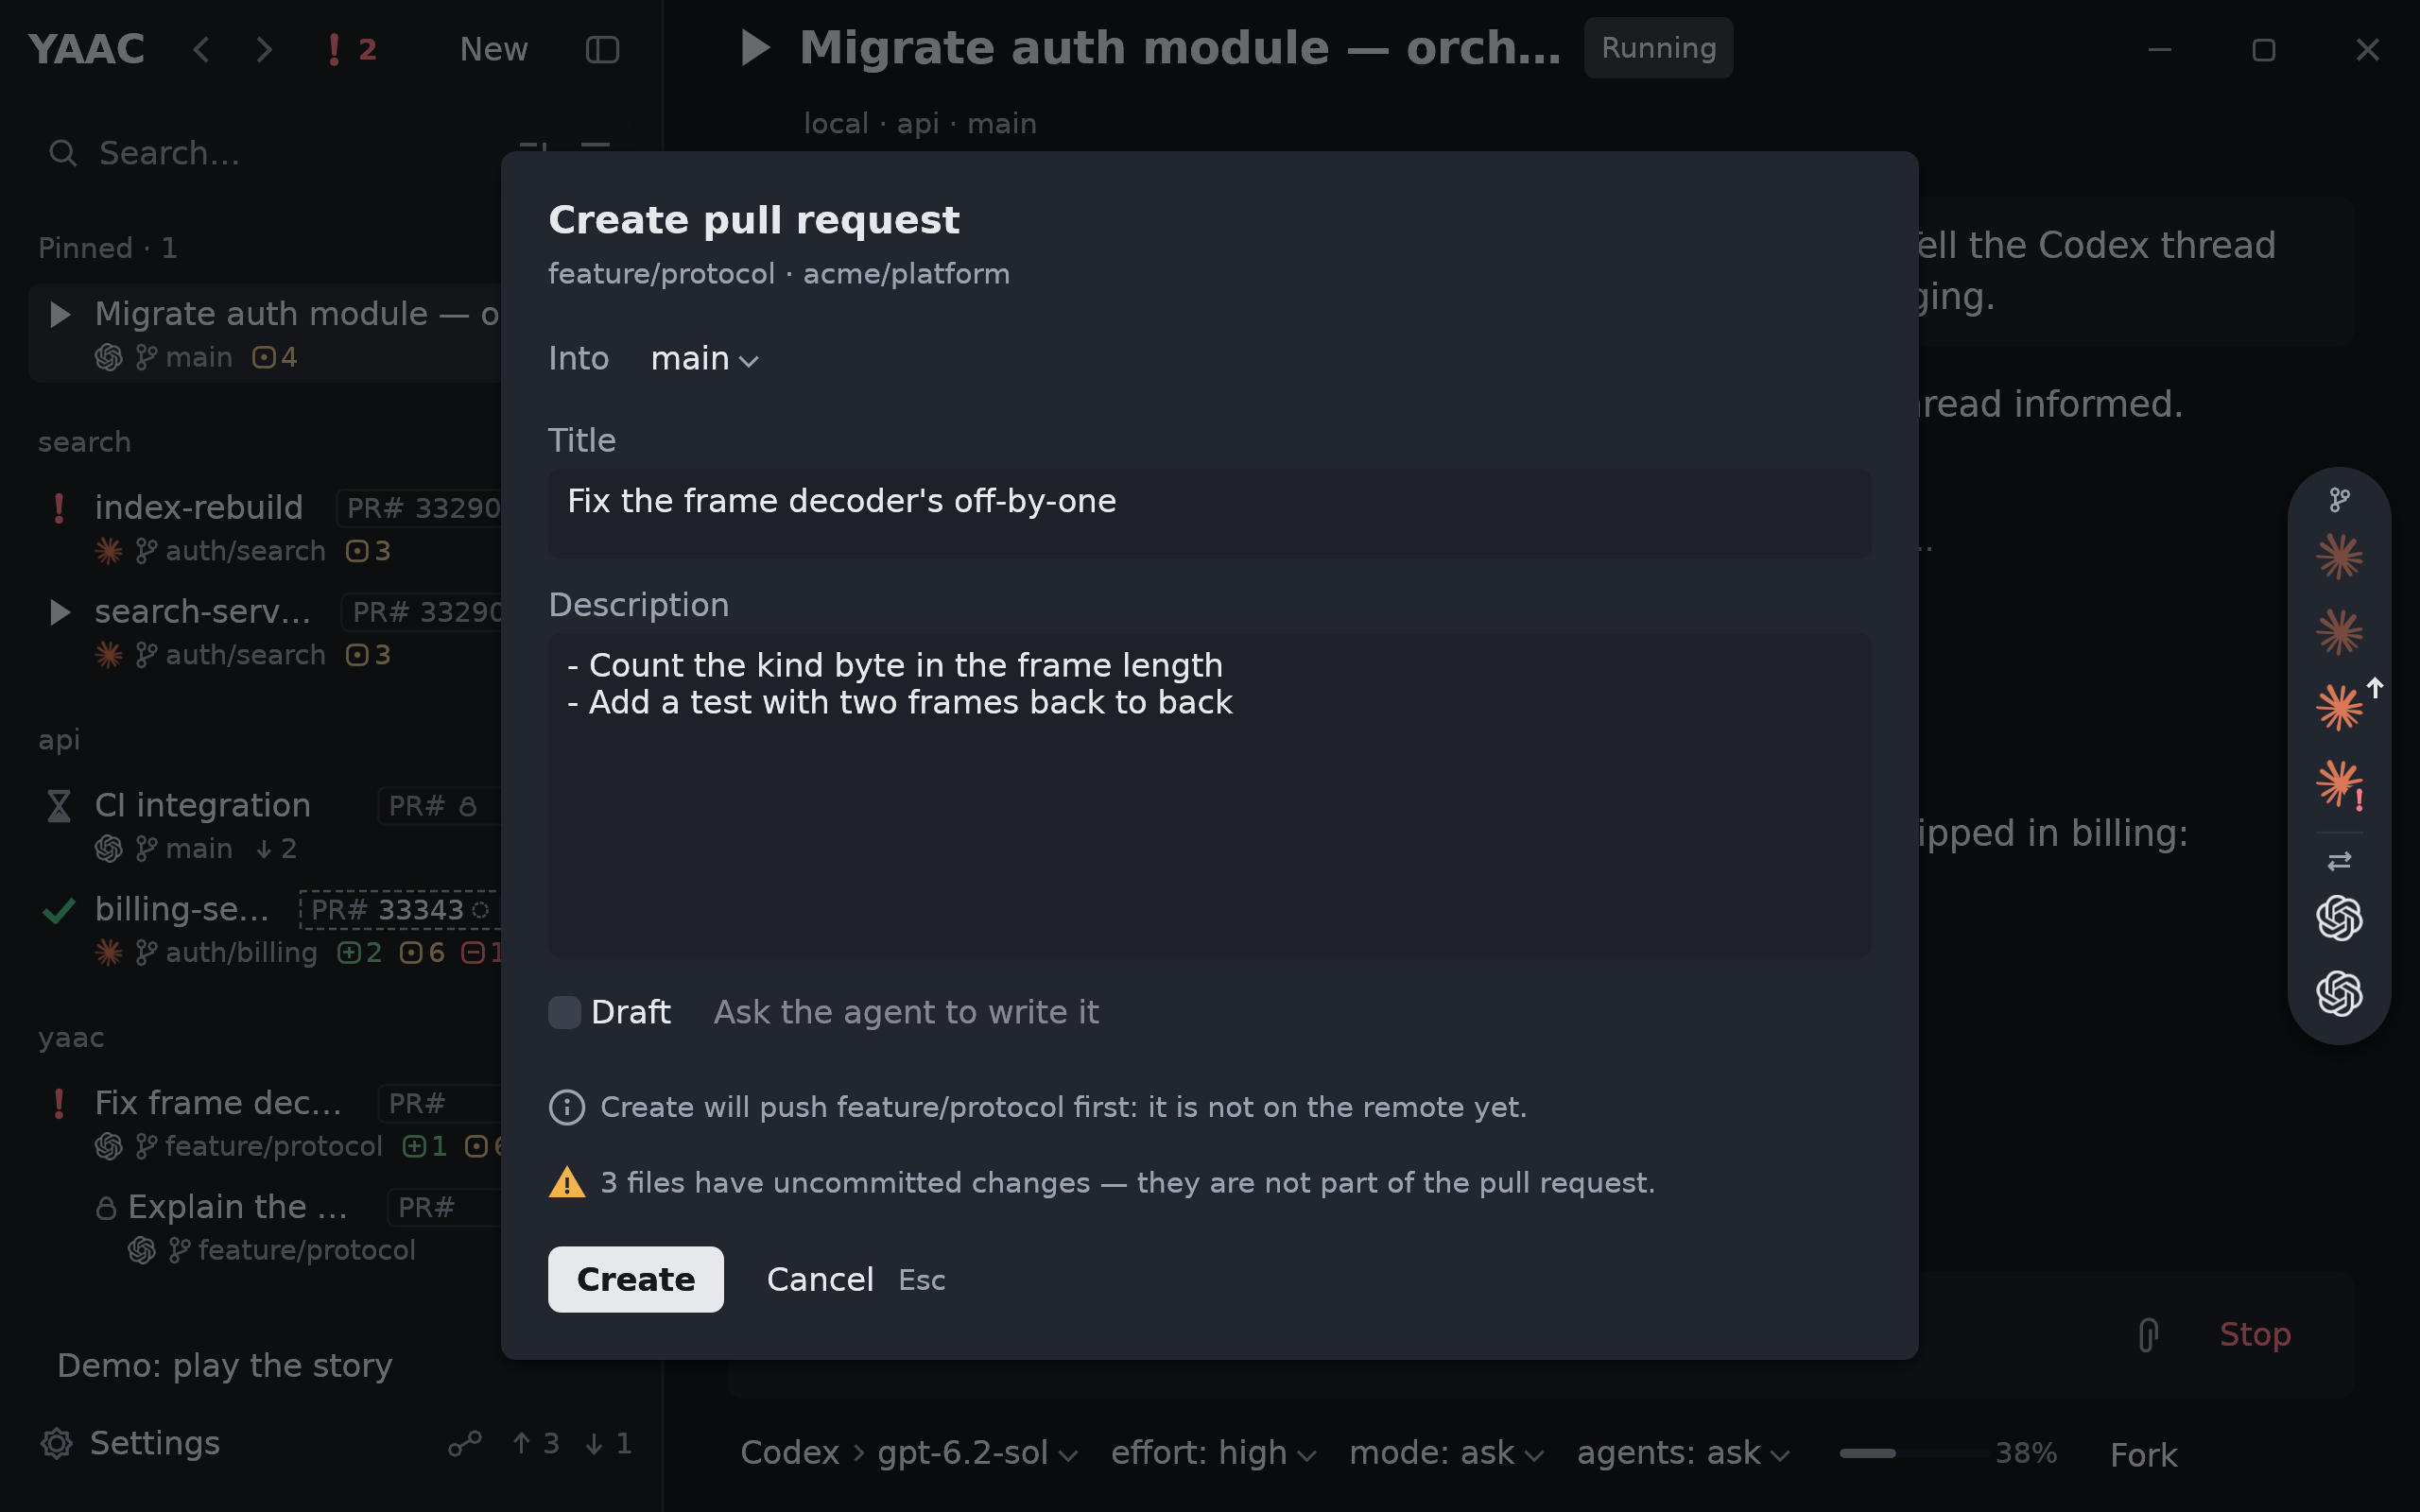 YAAC 2 New
Migrate auth module — orch… Running
local · api · main
Search…
Pinned · 1
Migrate auth module — o
main 4
search
index-rebuild PR# 33290
auth/search 3
search-serv… PR# 33290
auth/search 3
api
CI integration PR#
main 2
billing-se… PR# 33343
auth/billing 2 6 1
yaac
Fix frame dec… PR#
feature/protocol 1 6
Explain the … PR#
feature/protocol
Demo: play the story
Settings 3 1
Create pull request
feature/protocol · acme/platform
Into main
Title
Fix the frame decoder's off-by-one
Description
- Count the kind byte in the frame length
- Add a test with two frames back to back
Draft Ask the agent to write it
Create will push feature/protocol first: it is not on the remote yet.
3 files have uncommitted changes — they are not part of the pull request.
Create Cancel Esc
ell the Codex thread
ging.
read informed.
ipped in billing:
Stop
Codex › gpt-6.2-sol effort: high mode: ask agents: ask 38% Fork